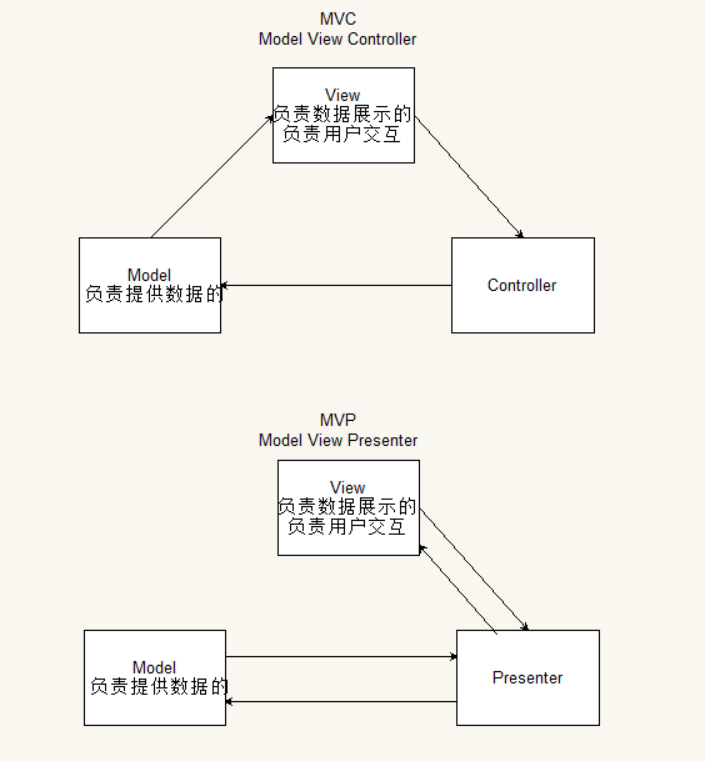 MVC
Model View Controller
View
负责数据展示的
负责用户交互
Model
负责提供数据的
Controller
MVP
Model View Presenter
View
负责数据展示的
负责用户交互
Model
负责提供数据的
Presenter